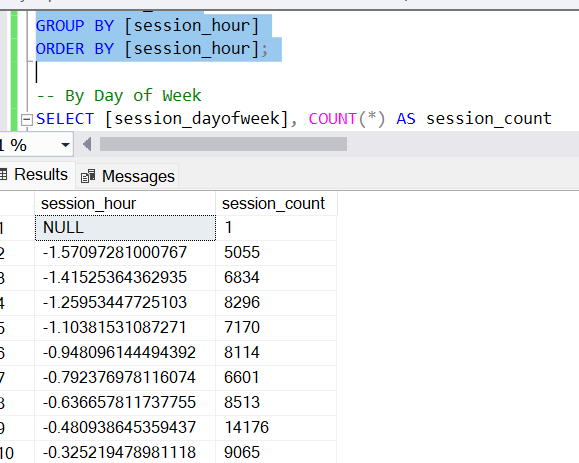 GROUP BY [session_hour]
ORDER BY [session_hour];
-- By Day of Week
SELECT [session_dayofweek], COUNT(*) AS session_count
1 %
Results Messages
session_hour session_count
1 NULL 1
2 -1.57097281000767 5055
3 -1.41525364362935 6834
4 -1.25953447725103 8296
5 -1.10381531087271 7170
6 -0.948096144494392 8114
7 -0.792376978116074 6601
8 -0.636657811737755 8513
9 -0.480938645359437 14176
10 -0.325219478981118 9065